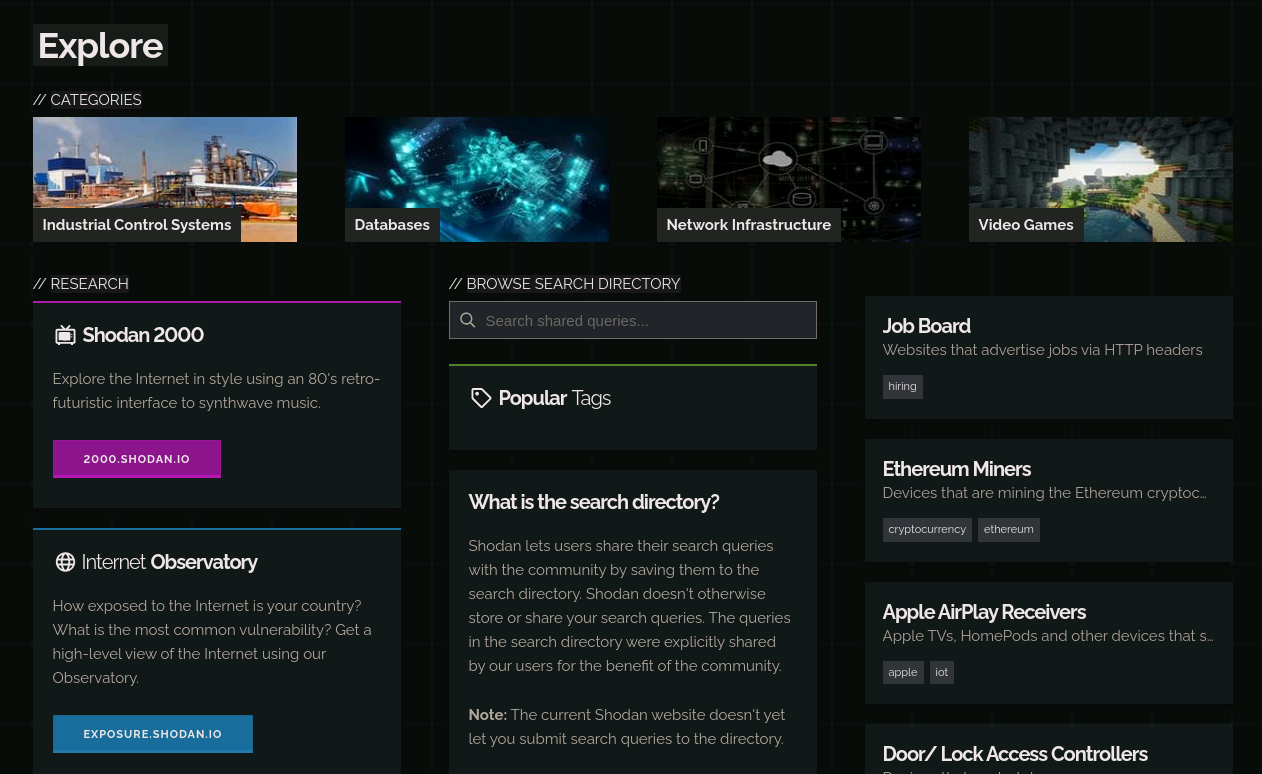 Explore
// CATEGORIES
Industrial Control Systems
Databases
Network Infrastructure
Video Games
// RESEARCH
Shodan 2000
Explore the Internet in style using an 80's retro-
futuristic interface to synthwave music.
2000.SHODAN.IO
Internet Observatory
How exposed to the Internet is your country?
What is the most common vulnerability? Get a
high-level view of the Internet using our
Observatory.
EXPOSURE.SHODAN.IO
// BROWSE SEARCH DIRECTORY
Search shared queries...
Popular Tags
What is the search directory?
Shodan lets users share their search queries
with the community by saving them to the
search directory. Shodan doesn't otherwise
store or share your search queries. The queries
in the search directory were explicitly shared
by our users for the benefit of the community.
Note: The current Shodan website doesn't yet
let you submit search queries to the directory.
Job Board
Websites that advertise jobs via HTTP headers
hiring
Ethereum Miners
Devices that are mining the Ethereum cryptoc...
cryptocurrency ethereum
Apple AirPlay Receivers
Apple TVs, HomePods and other devices that s...
apple iot
Door/ Lock Access Controllers